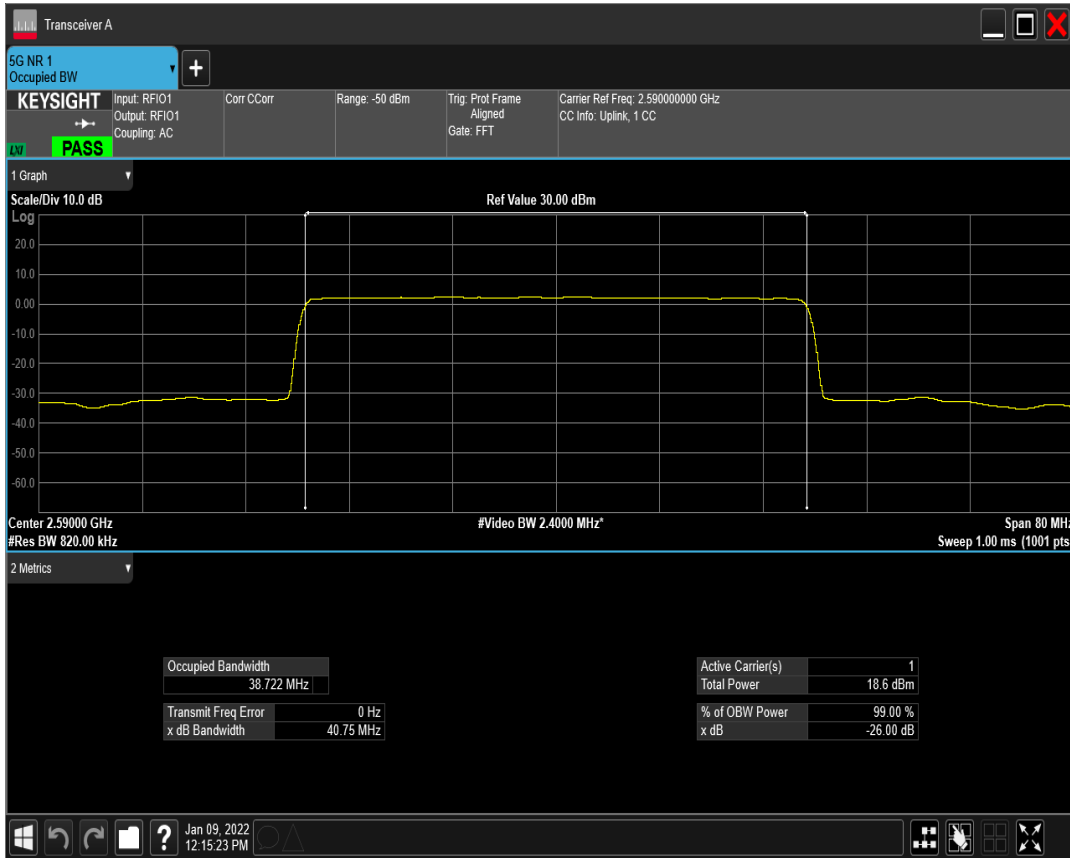 Transceiver A
5G NR 1
Occupied BW
KEYSIGHT
LXI
PASS
Input: RFIO1
Output: RFIO1
Coupling: AC
Corr CCorr
Range: -50 dBm
Trig: Prot Frame
Aligned
Gate: FFT
Carrier Ref Freq: 2.590000000 GHz
CC Info: Uplink, 1 CC
1 Graph
Scale/Div 10.0 dB
Ref Value 30.00 dBm
Log
20.0
10.0
0.00
-10.0
-20.0
-30.0
-40.0
-50.0
-60.0
Center 2.59000 GHz
#Video BW 2.4000 MHz*
Span 80 MHz
#Res BW 820.00 kHz
Sweep 1.00 ms (1001 pts
2 Metrics
Occupied Bandwidth
38.722 MHz
Transmit Freq Error 0 Hz
x dB Bandwidth 40.75 MHz
Active Carrier(s) 1
Total Power 18.6 dBm
% of OBW Power 99.00 %
x dB -26.00 dB
?
Jan 09, 2022
12:15:23 PM